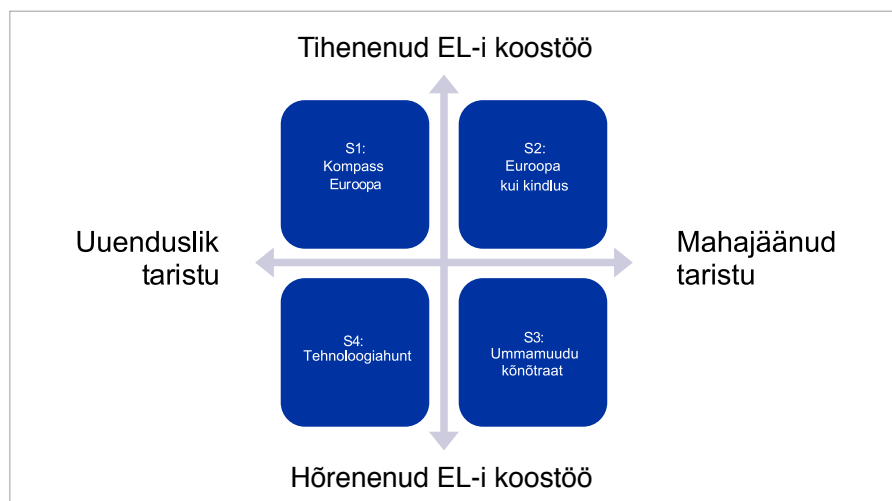 Tihenenud EL-i koostöö
S1:
Kompass
Euroopa
S2:
Euroopa
kui kindlus
Uuenduslik
taristu
Mahajäänud
taristu
S4:
Tehnoloogiahunt
S3:
Ummamuudu
kõnõtraat
Hõrenenud EL-i koostöö